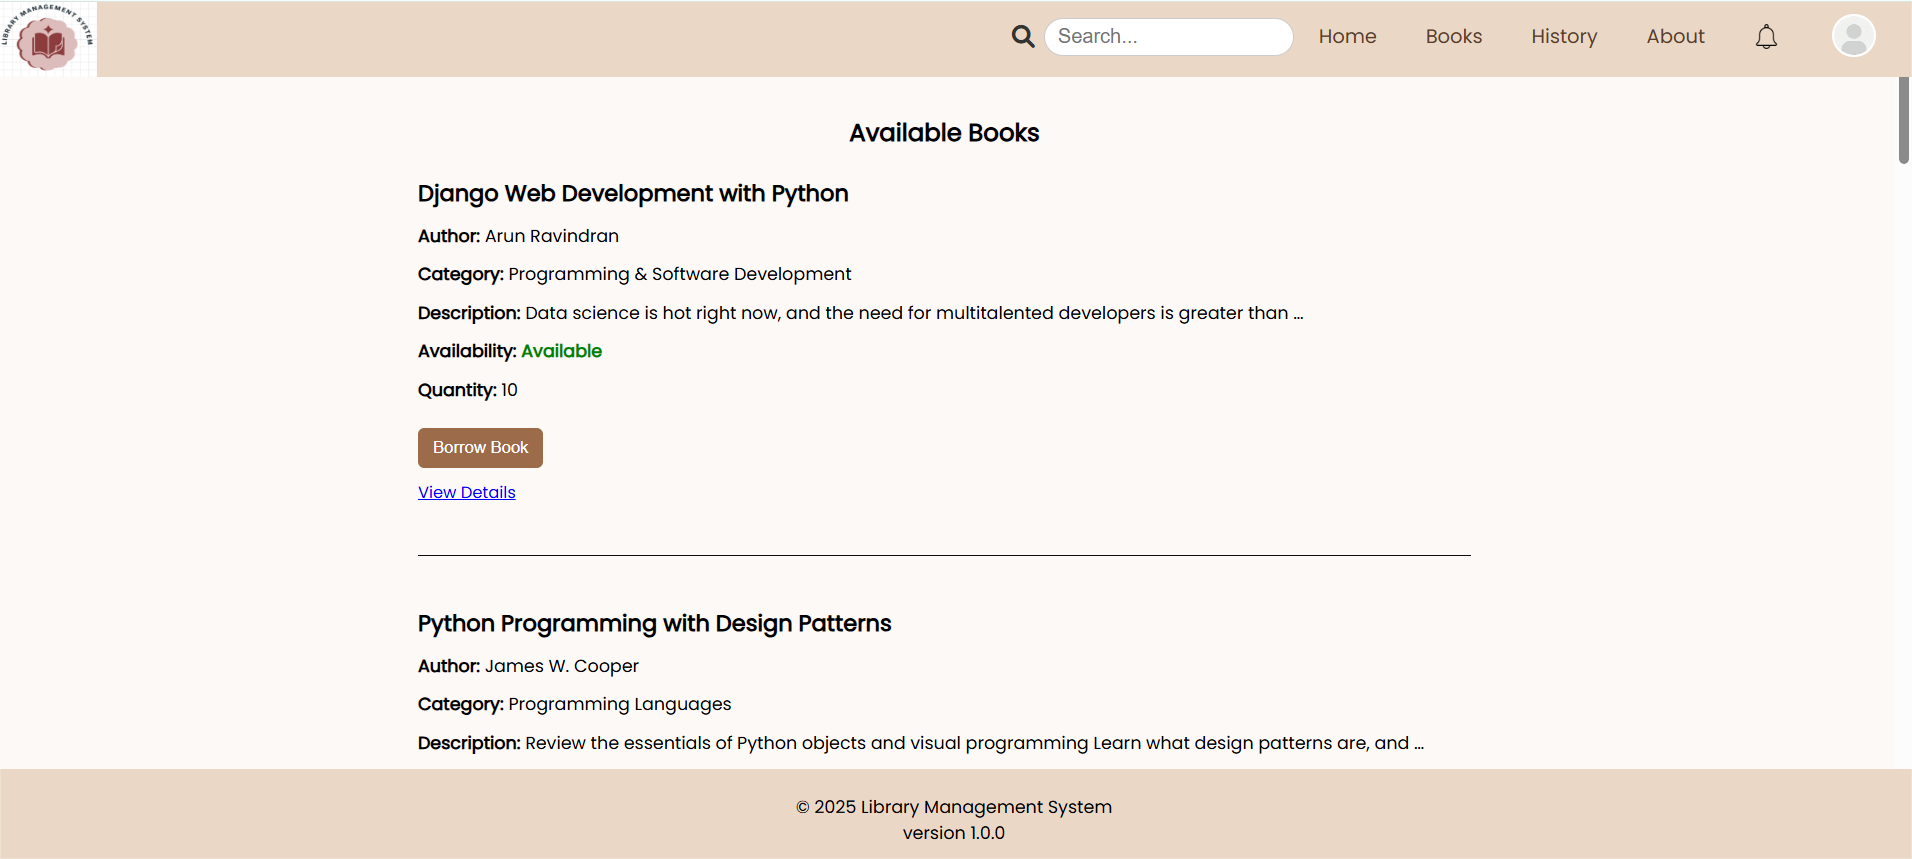 LIBRARY MANAGEMENT SYSTEM
Search...
Home
Books
History
About
Available Books
Django Web Development with Python
Author: Arun Ravindran
Category: Programming & Software Development
Description: Data science is hot right now, and the need for multitalented developers is greater than ...
Availability: Available
Quantity: 10
Borrow Book
View Details
Python Programming with Design Patterns
Author: James W. Cooper
Category: Programming Languages
Description: Review the essentials of Python objects and visual programming Learn what design patterns are, and ...
© 2025 Library Management System
version 1.0.0